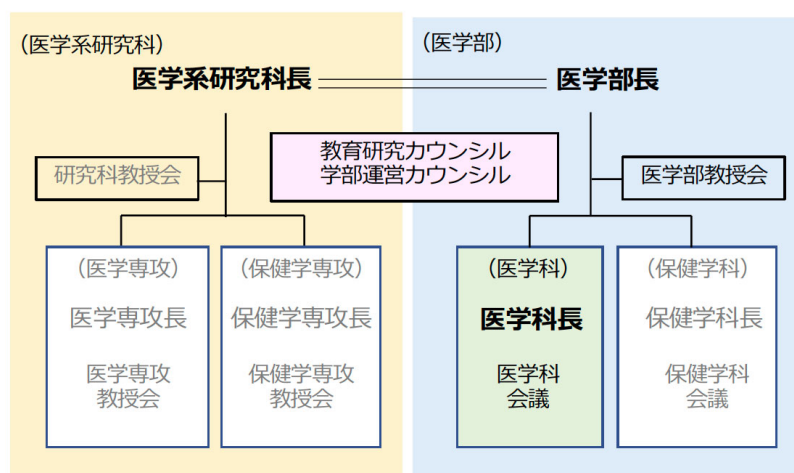 （医学系研究科）
医学系研究科長
研究科教授会
（医学部）
医学部長
教育研究カウンシル
学部運営カウンシル
医学部教授会
（医学専攻）
医学専攻長
医学専攻
教授会
（保健学専攻）
保健学専攻長
保健学専攻
教授会
（医学科）
医学科長
医学科
会議
（保健学科）
保健学科長
保健学科
会議